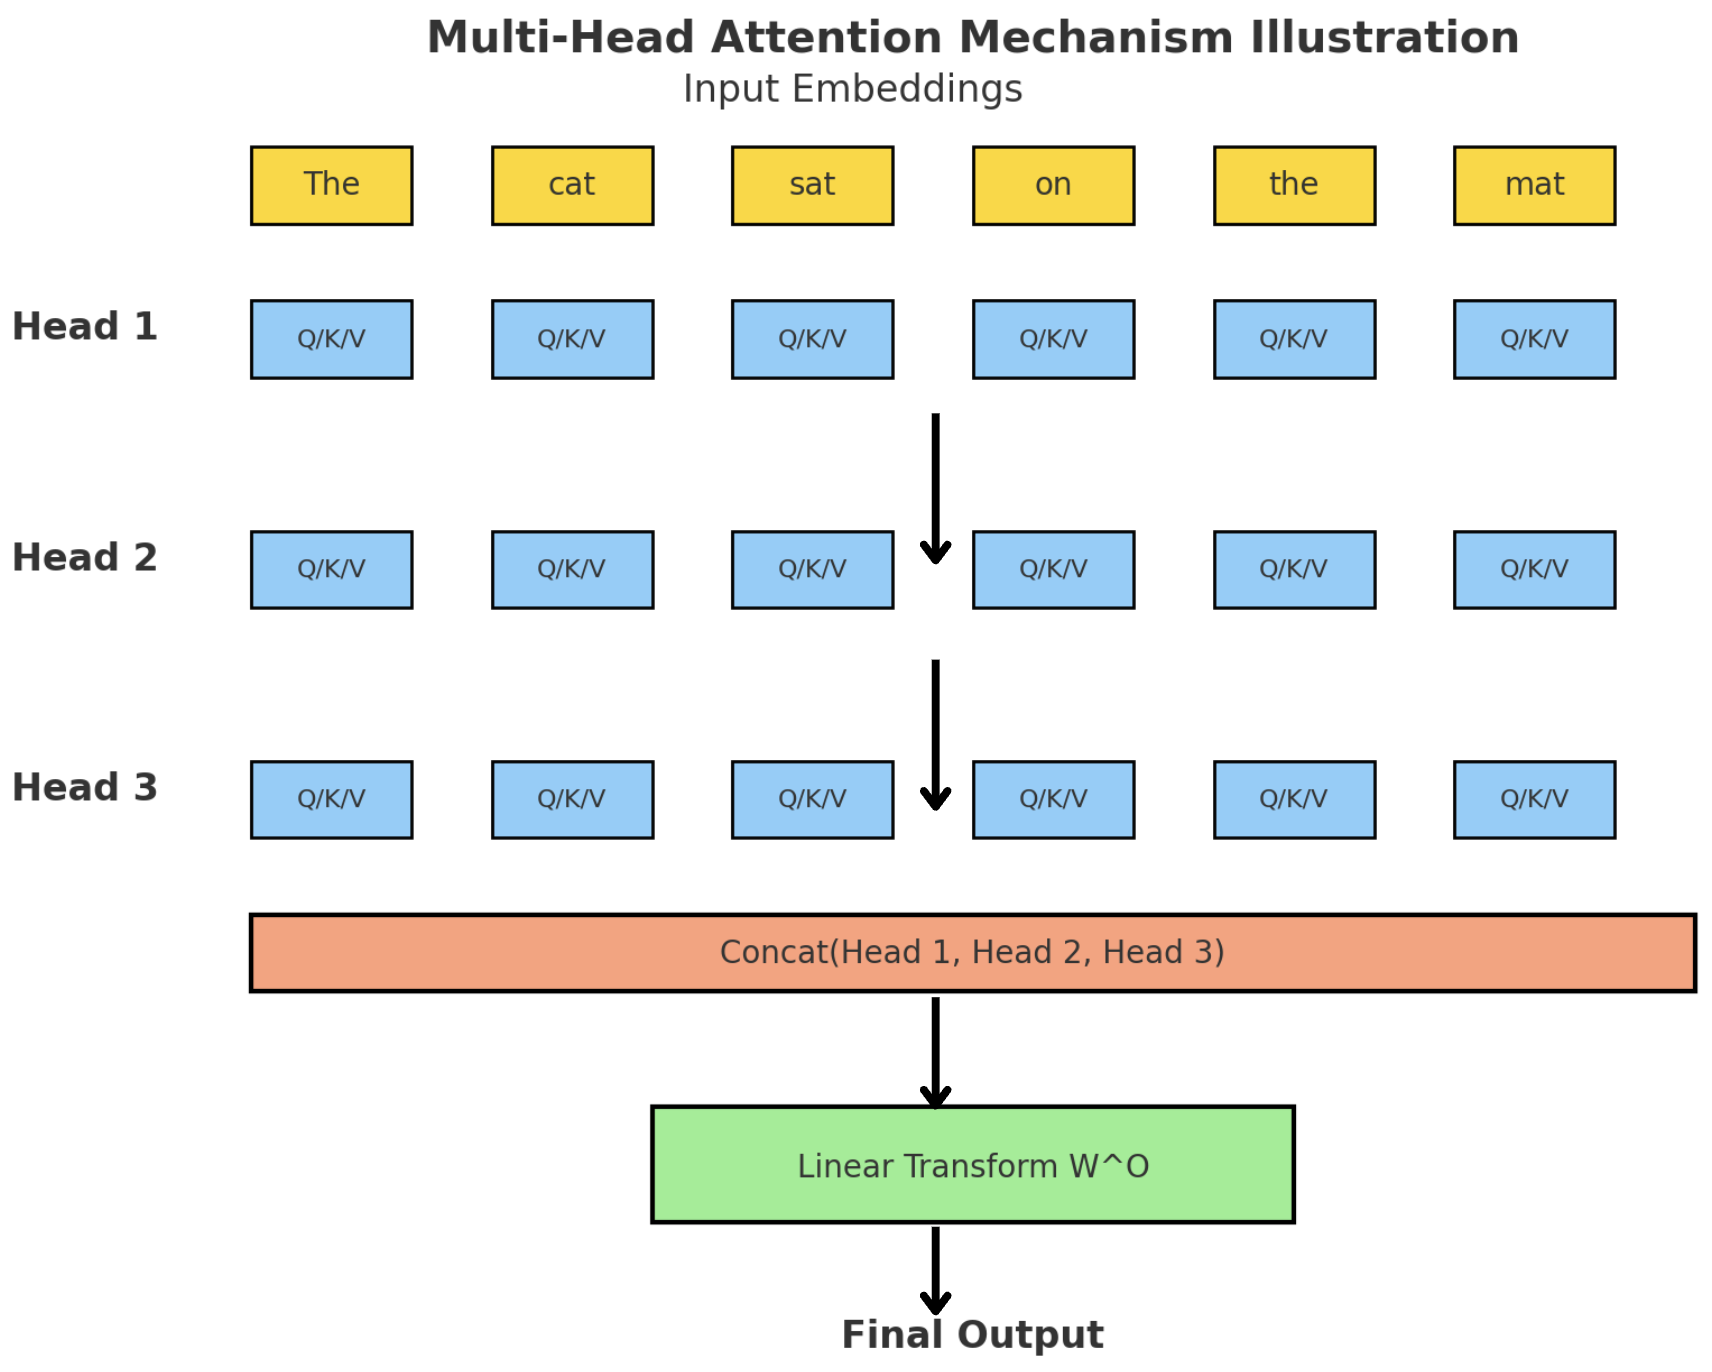 Multi-Head Attention Mechanism Illustration
Input Embeddings
The cat sat on the mat
Head 1 Q/K/V Q/K/V Q/K/V Q/K/V Q/K/V Q/K/V
Head 2 Q/K/V Q/K/V Q/K/V Q/K/V Q/K/V Q/K/V
Head 3 Q/K/V Q/K/V Q/K/V Q/K/V Q/K/V Q/K/V
Concat(Head 1, Head 2, Head 3)
Linear Transform W^O
Final Output